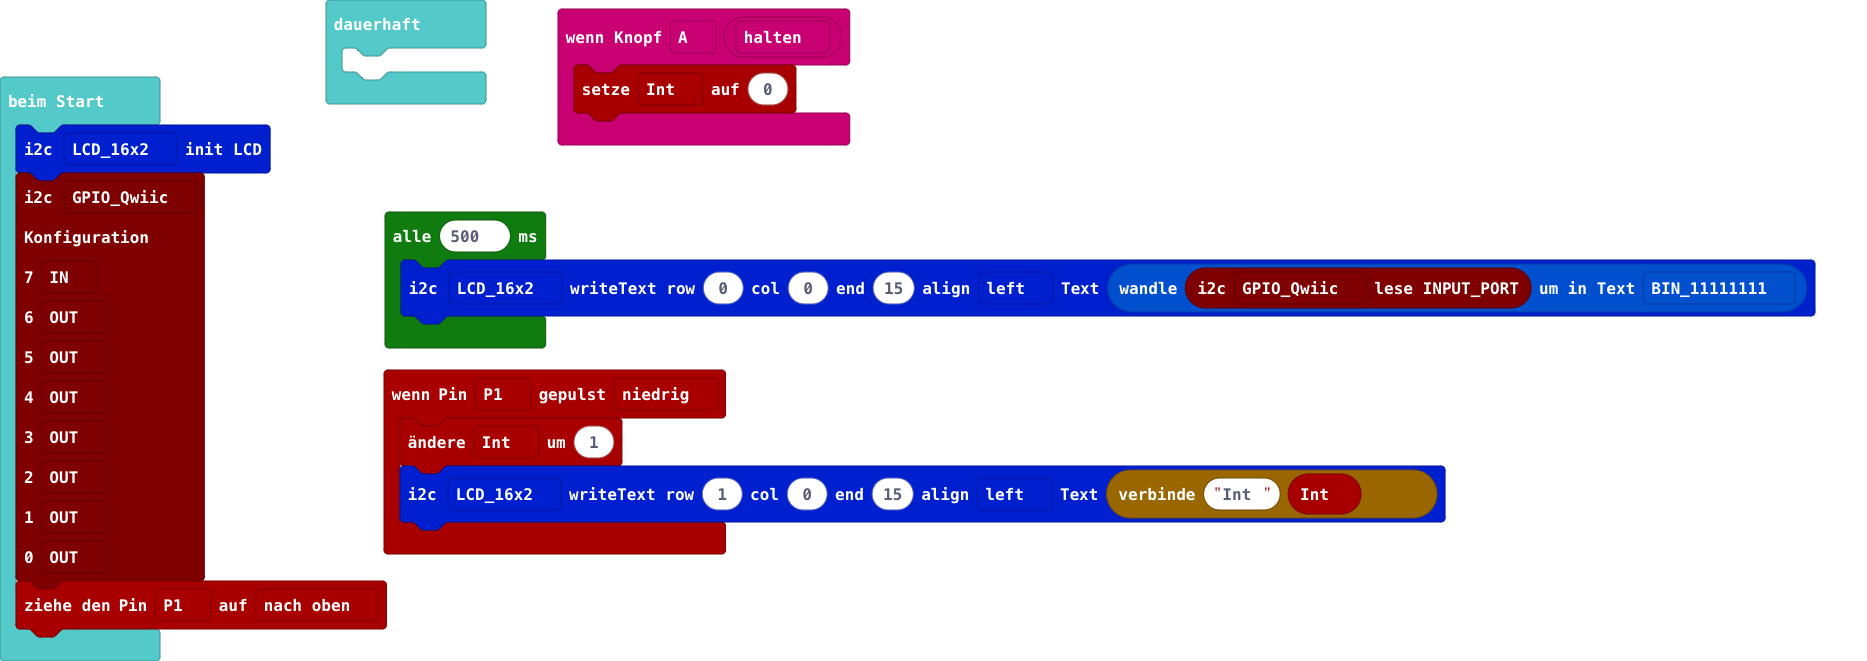 beim Start
i2c LCD_16x2 init LCD
i2c GPIO_Qwiic
Konfiguration
7 IN
6 OUT
5 OUT
4 OUT
3 OUT
2 OUT
1 OUT
0 OUT
ziehe den Pin P1 auf nach oben
dauerhaft
wenn Knopf A halten
setze Int auf 0
alle 500 ms
i2c LCD_16x2 writeText row 0 col 0 end 15 align left Text wandle i2c GPIO_Qwiic lese INPUT_PORT um in Text BIN_11111111
wenn Pin P1 gepulst niedrig
ändere Int um 1
i2c LCD_16x2 writeText row 1 col 0 end 15 align left Text verbinde "Int " Int